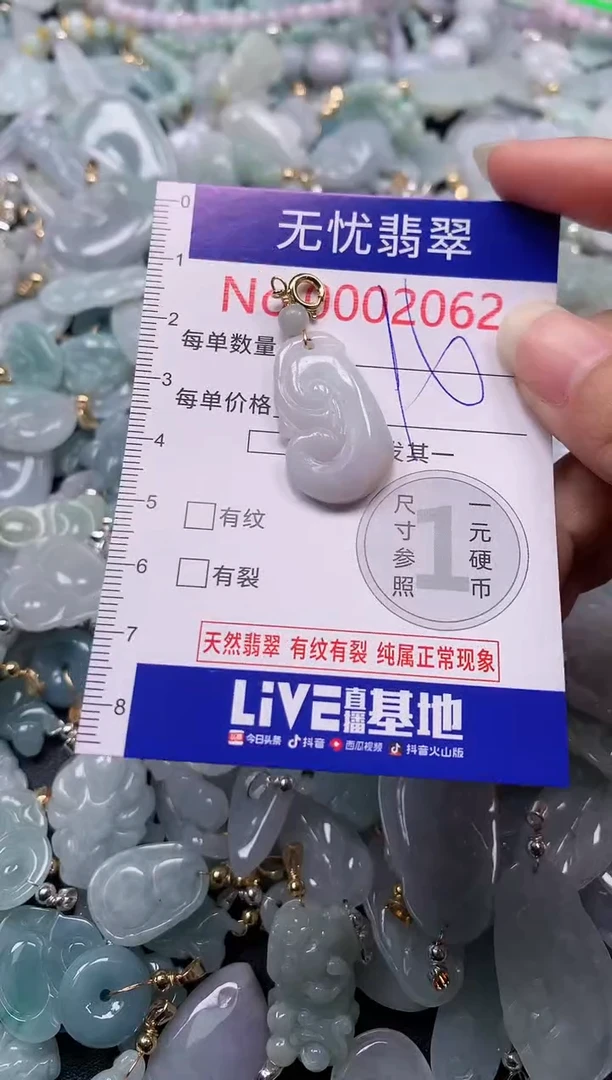 0
无忧翡翠
1
No 0002062
2
每单数量
16
3
每单价格
4
发其一
5
有纹
尺寸参照
1
一元硬币
6
有裂
7
天然翡翠 有纹有裂 纯属正常现象
8
LiVE直播基地
今日头条 抖音 西瓜视频 抖音火山版